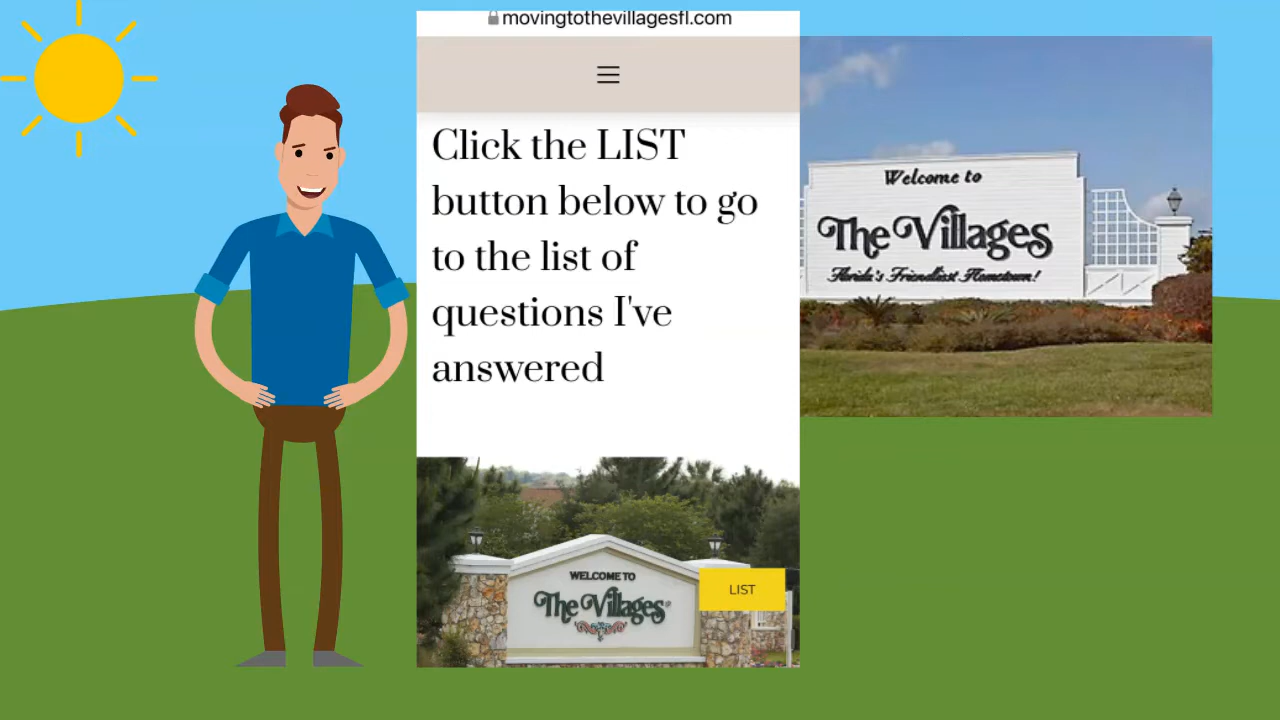 movingtothevillagesfl.com
Click the LIST
button below to go
to the list of
questions I've
answered
Welcome to
The Villages
Florida's Friendliest Hometown!
WELCOME TO
The Villages®
LIST